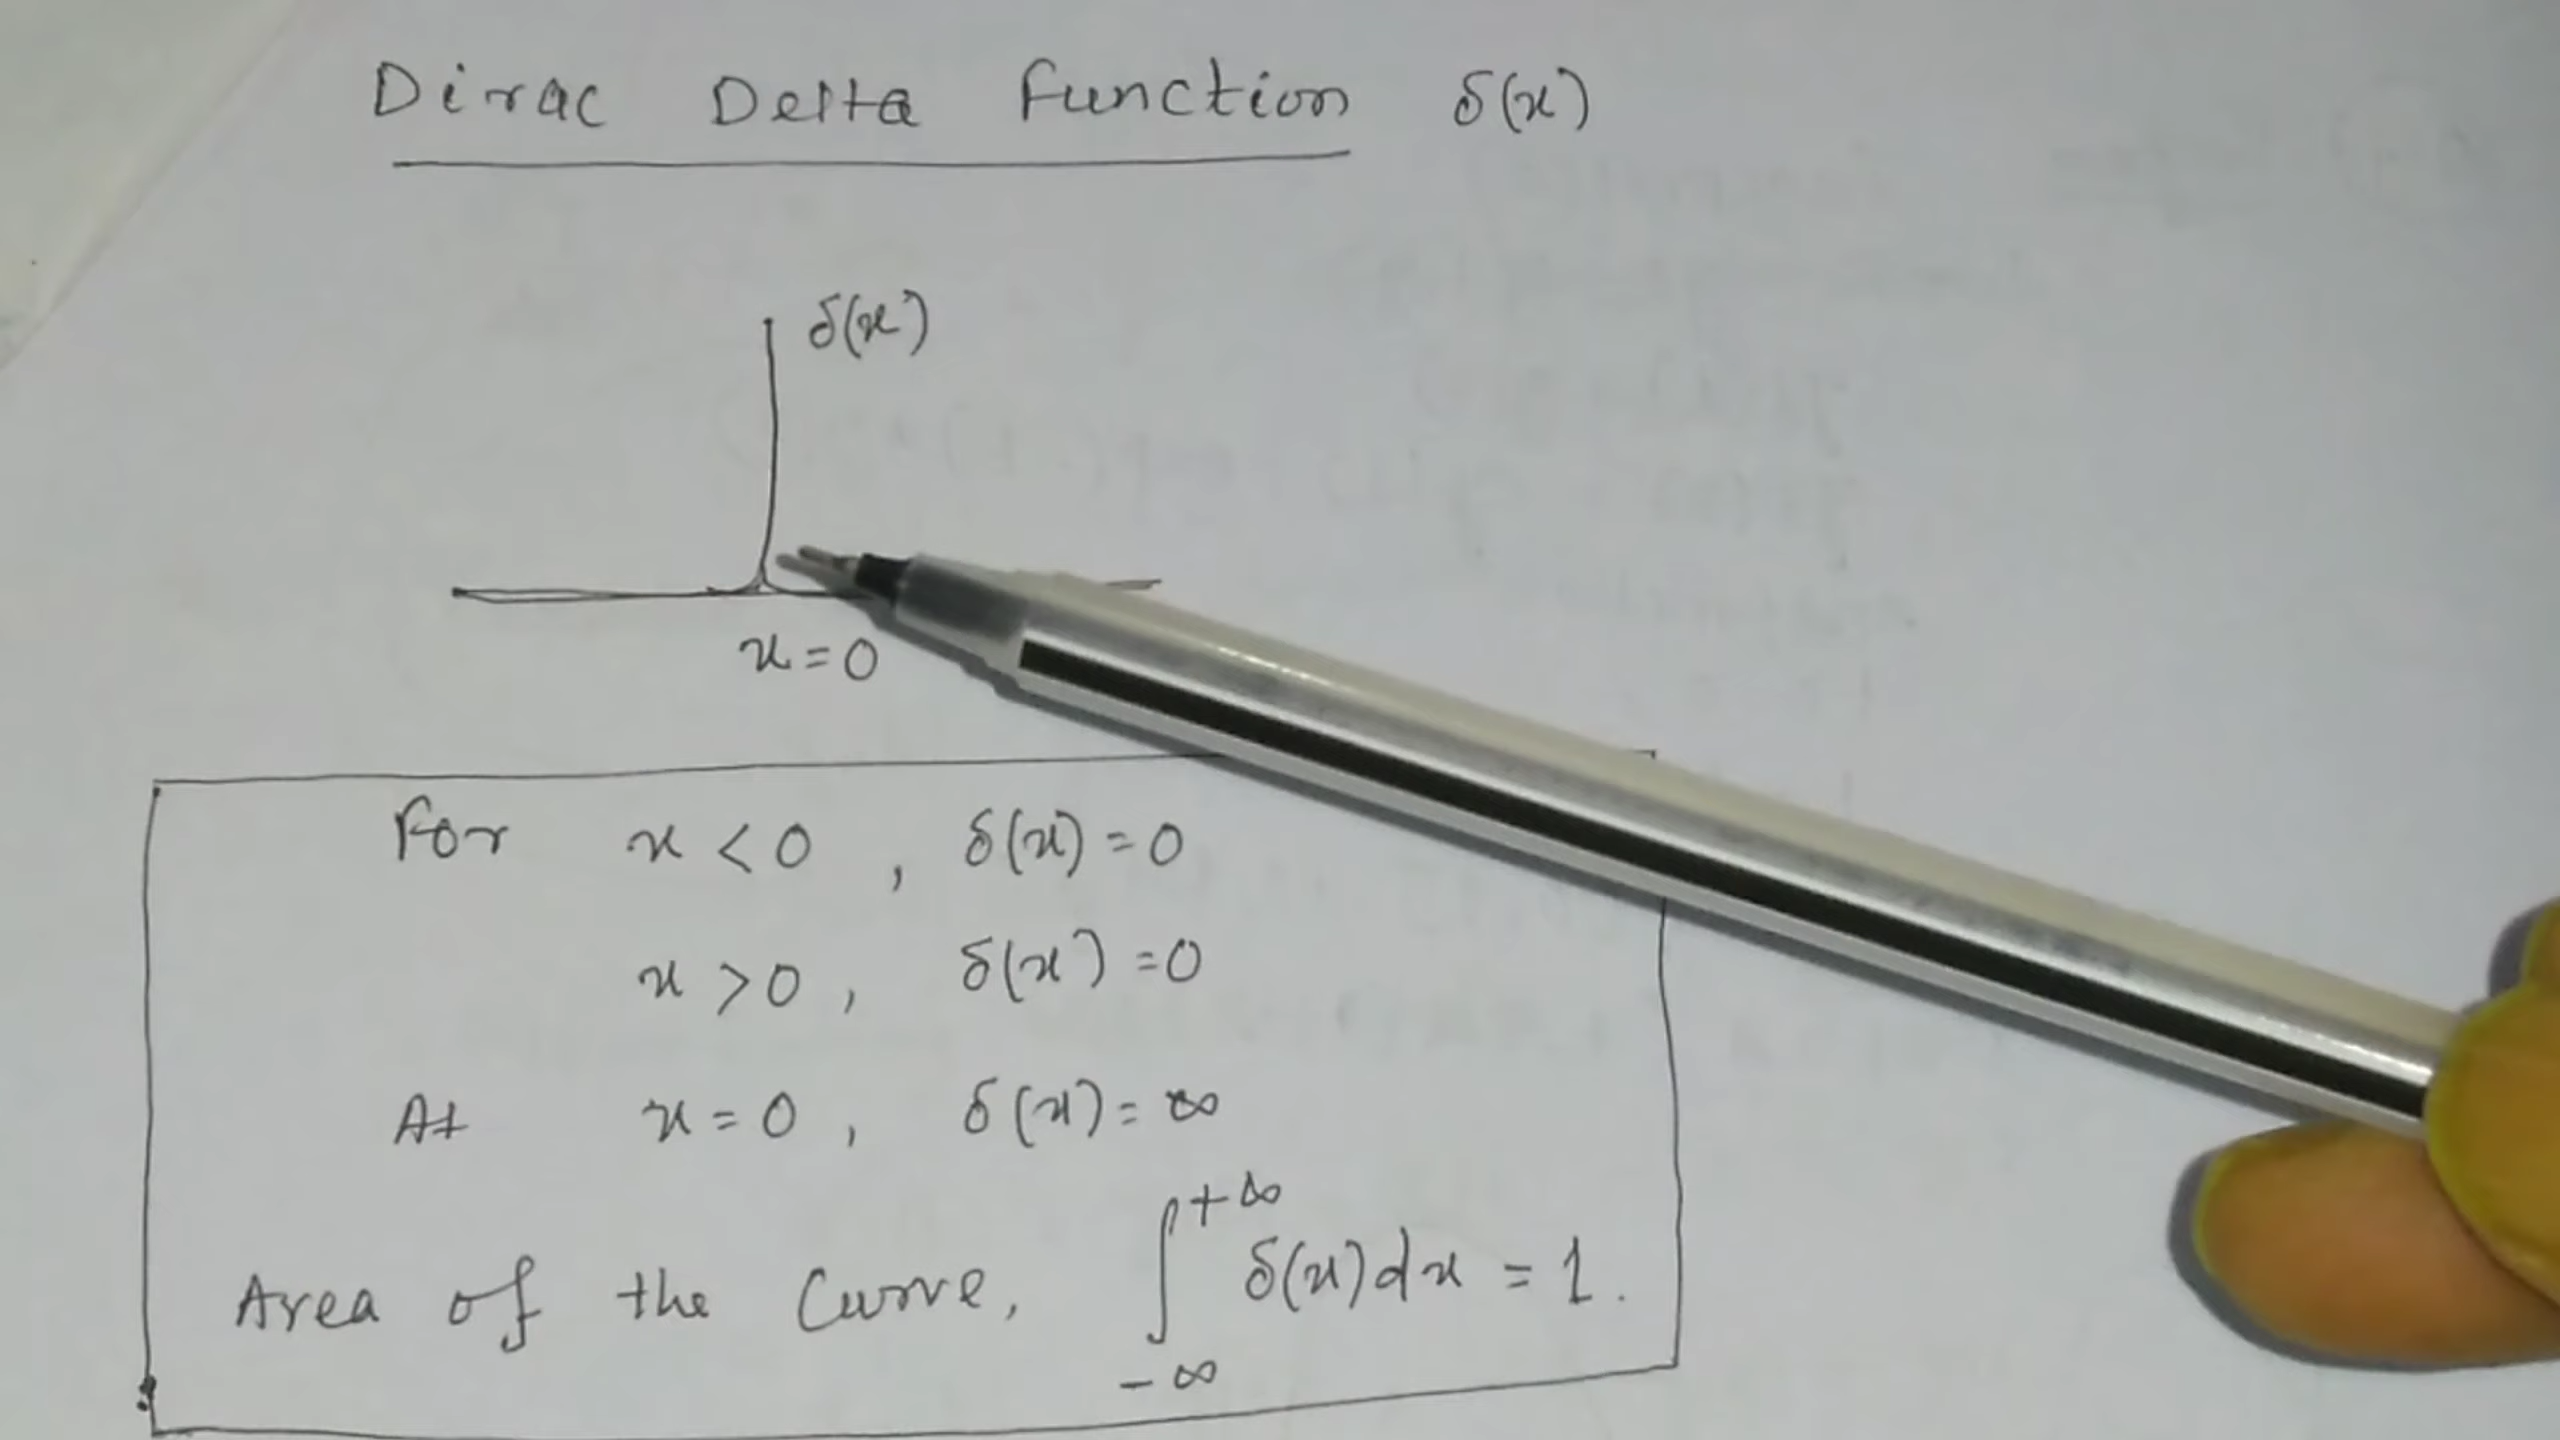 Dirac Delta Function δ(x)
δ(x)
x=0
For x < 0 , δ(x) = 0
x > 0 , δ(x) = 0
At x = 0 , δ(x) = ∞
Area of the Curve, ∫_{-∞}^{+∞} δ(x)dx = 1.